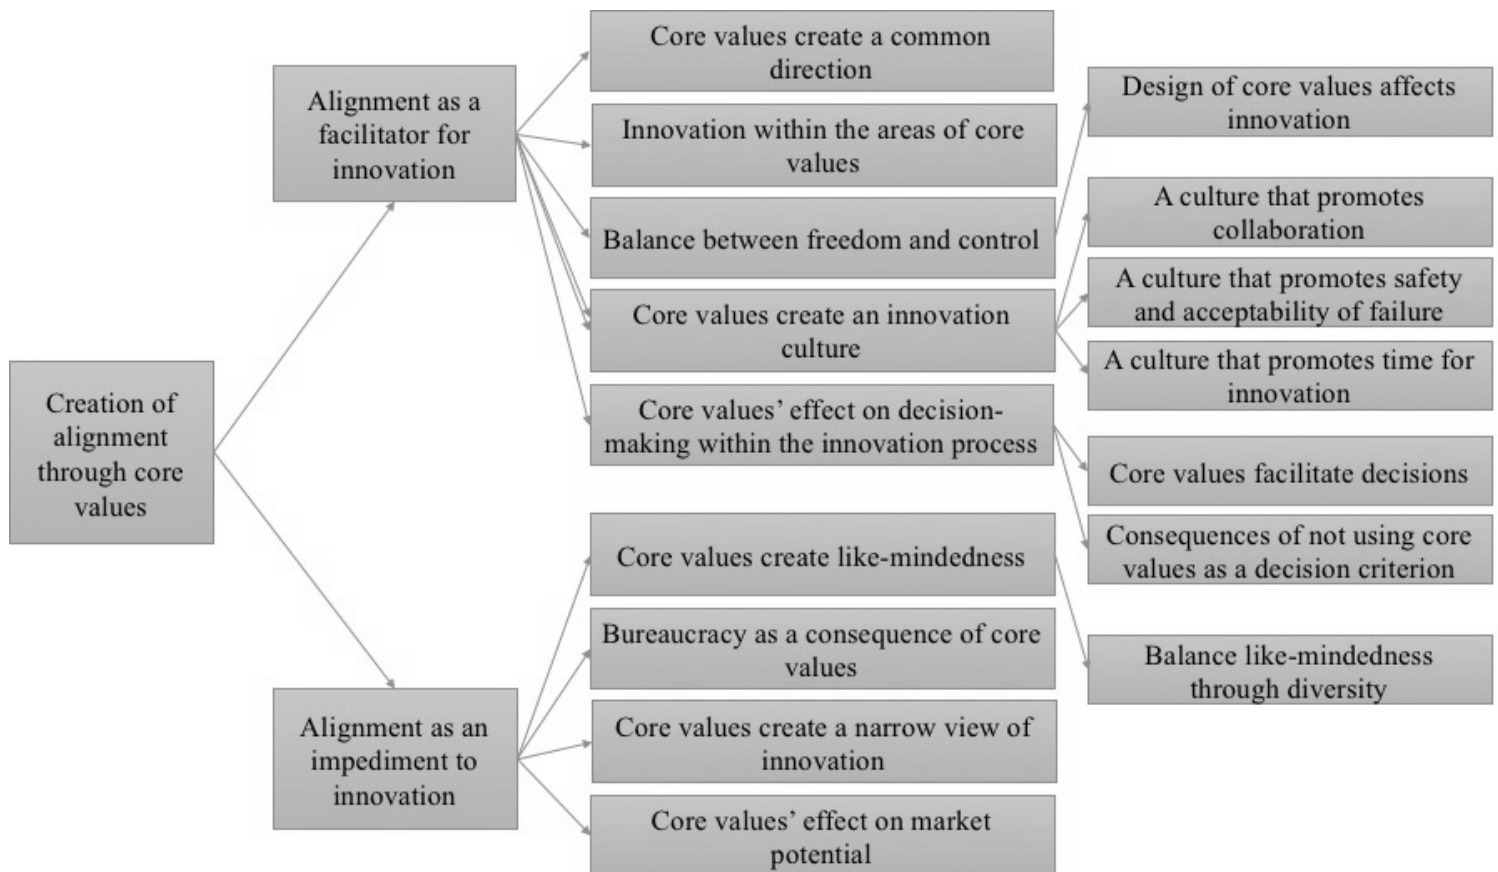 Creation of
alignment
through core
values
Alignment as a
facilitator for
innovation
Alignment as an
impediment to
innovation
Core values create a common
direction
Innovation within the areas of core
values
Balance between freedom and control
Core values create an innovation
culture
Core values’ effect on decision-
making within the innovation process
Core values create like-mindedness
Bureaucracy as a consequence of core
values
Core values create a narrow view of
innovation
Core values’ effect on market
potential
Design of core values affects
innovation
A culture that promotes
collaboration
A culture that promotes safety
and acceptability of failure
A culture that promotes time for
innovation
Core values facilitate decisions
Consequences of not using core
values as a decision criterion
Balance like-mindedness
through diversity